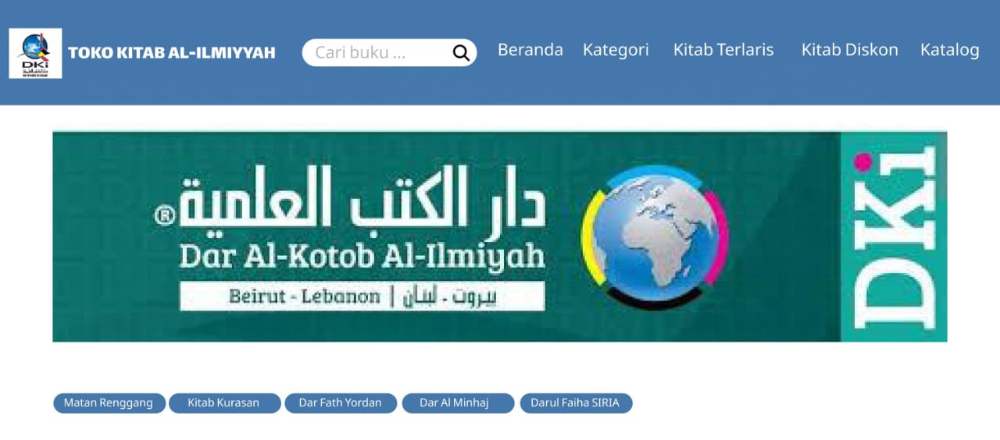 DKi
TOKO KITAB AL-ILMIYYAH
Cari buku ...
Beranda
Kategori
Kitab Terlaris
Kitab Diskon
Katalog
دار الكتب العلمية®
Dar Al-Kotob Al-Ilmiyah
Beirut - Lebanon | بيروت - لبنان
DKi
Matan Renggang
Kitab Kurasan
Dar Fath Yordan
Dar Al Minhaj
Darul Faiha SIRIA